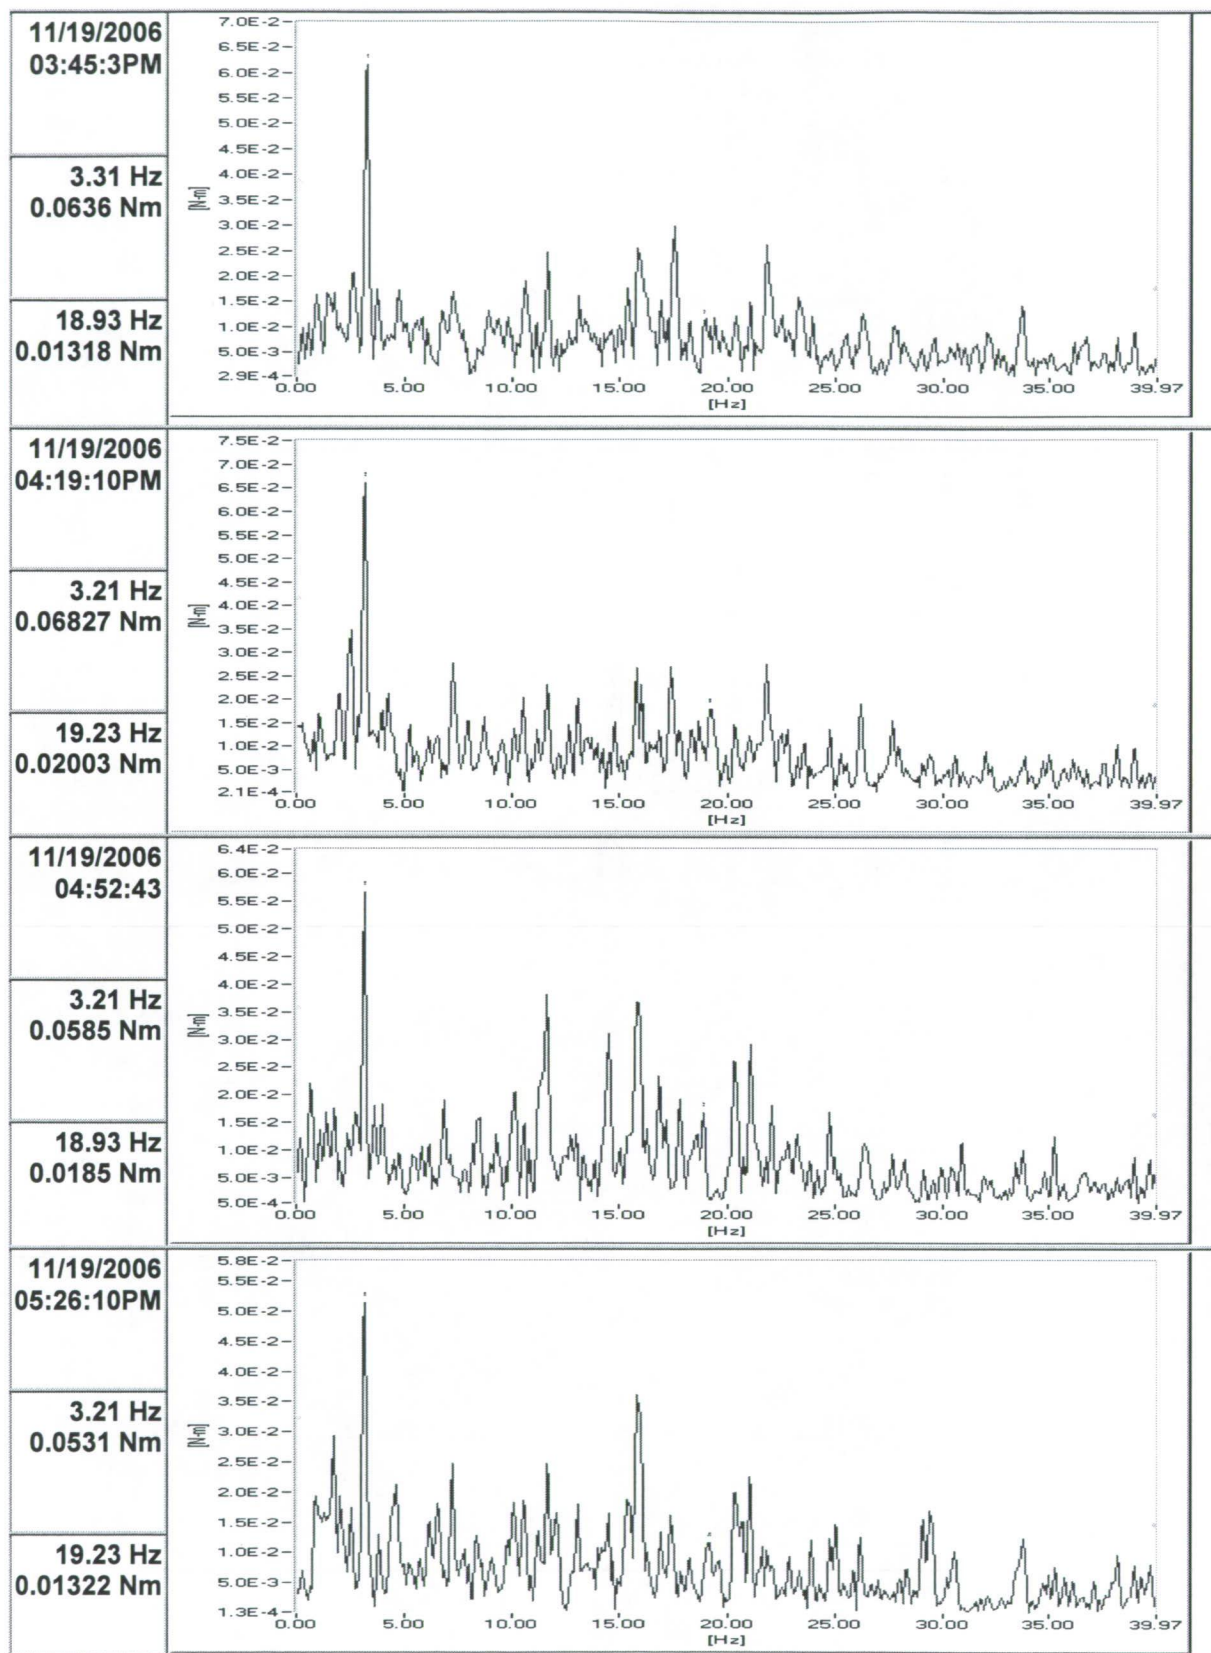 11/19/2006
03:45:3PM
3.31 Hz
0.0636 Nm
18.93 Hz
0.01318 Nm
7.0E-2
6.5E-2
6.0E-2
5.5E-2
5.0E-2
4.5E-2
4.0E-2
3.5E-2
3.0E-2
2.5E-2
2.0E-2
1.5E-2
1.0E-2
5.0E-3
2.9E-4
[N-m]
0.00 5.00 10.00 15.00 20.00 25.00 30.00 35.00 39.97
[Hz]
11/19/2006
04:19:10PM
3.21 Hz
0.06827 Nm
19.23 Hz
0.02003 Nm
7.5E-2
7.0E-2
6.5E-2
6.0E-2
5.5E-2
5.0E-2
4.5E-2
4.0E-2
3.5E-2
3.0E-2
2.5E-2
2.0E-2
1.5E-2
1.0E-2
5.0E-3
2.1E-4
[N-m]
0.00 5.00 10.00 15.00 20.00 25.00 30.00 35.00 39.97
[Hz]
11/19/2006
04:52:43
3.21 Hz
0.0585 Nm
18.93 Hz
0.0185 Nm
6.4E-2
6.0E-2
5.5E-2
5.0E-2
4.5E-2
4.0E-2
3.5E-2
3.0E-2
2.5E-2
2.0E-2
1.5E-2
1.0E-2
5.0E-3
5.0E-4
[N-m]
0.00 5.00 10.00 15.00 20.00 25.00 30.00 35.00 39.97
[Hz]
11/19/2006
05:26:10PM
3.21 Hz
0.0531 Nm
19.23 Hz
0.01322 Nm
5.8E-2
5.5E-2
5.0E-2
4.5E-2
4.0E-2
3.5E-2
3.0E-2
2.5E-2
2.0E-2
1.5E-2
1.0E-2
5.0E-3
1.3E-4
[N-m]
0.00 5.00 10.00 15.00 20.00 25.00 30.00 35.00 39.97
[Hz]